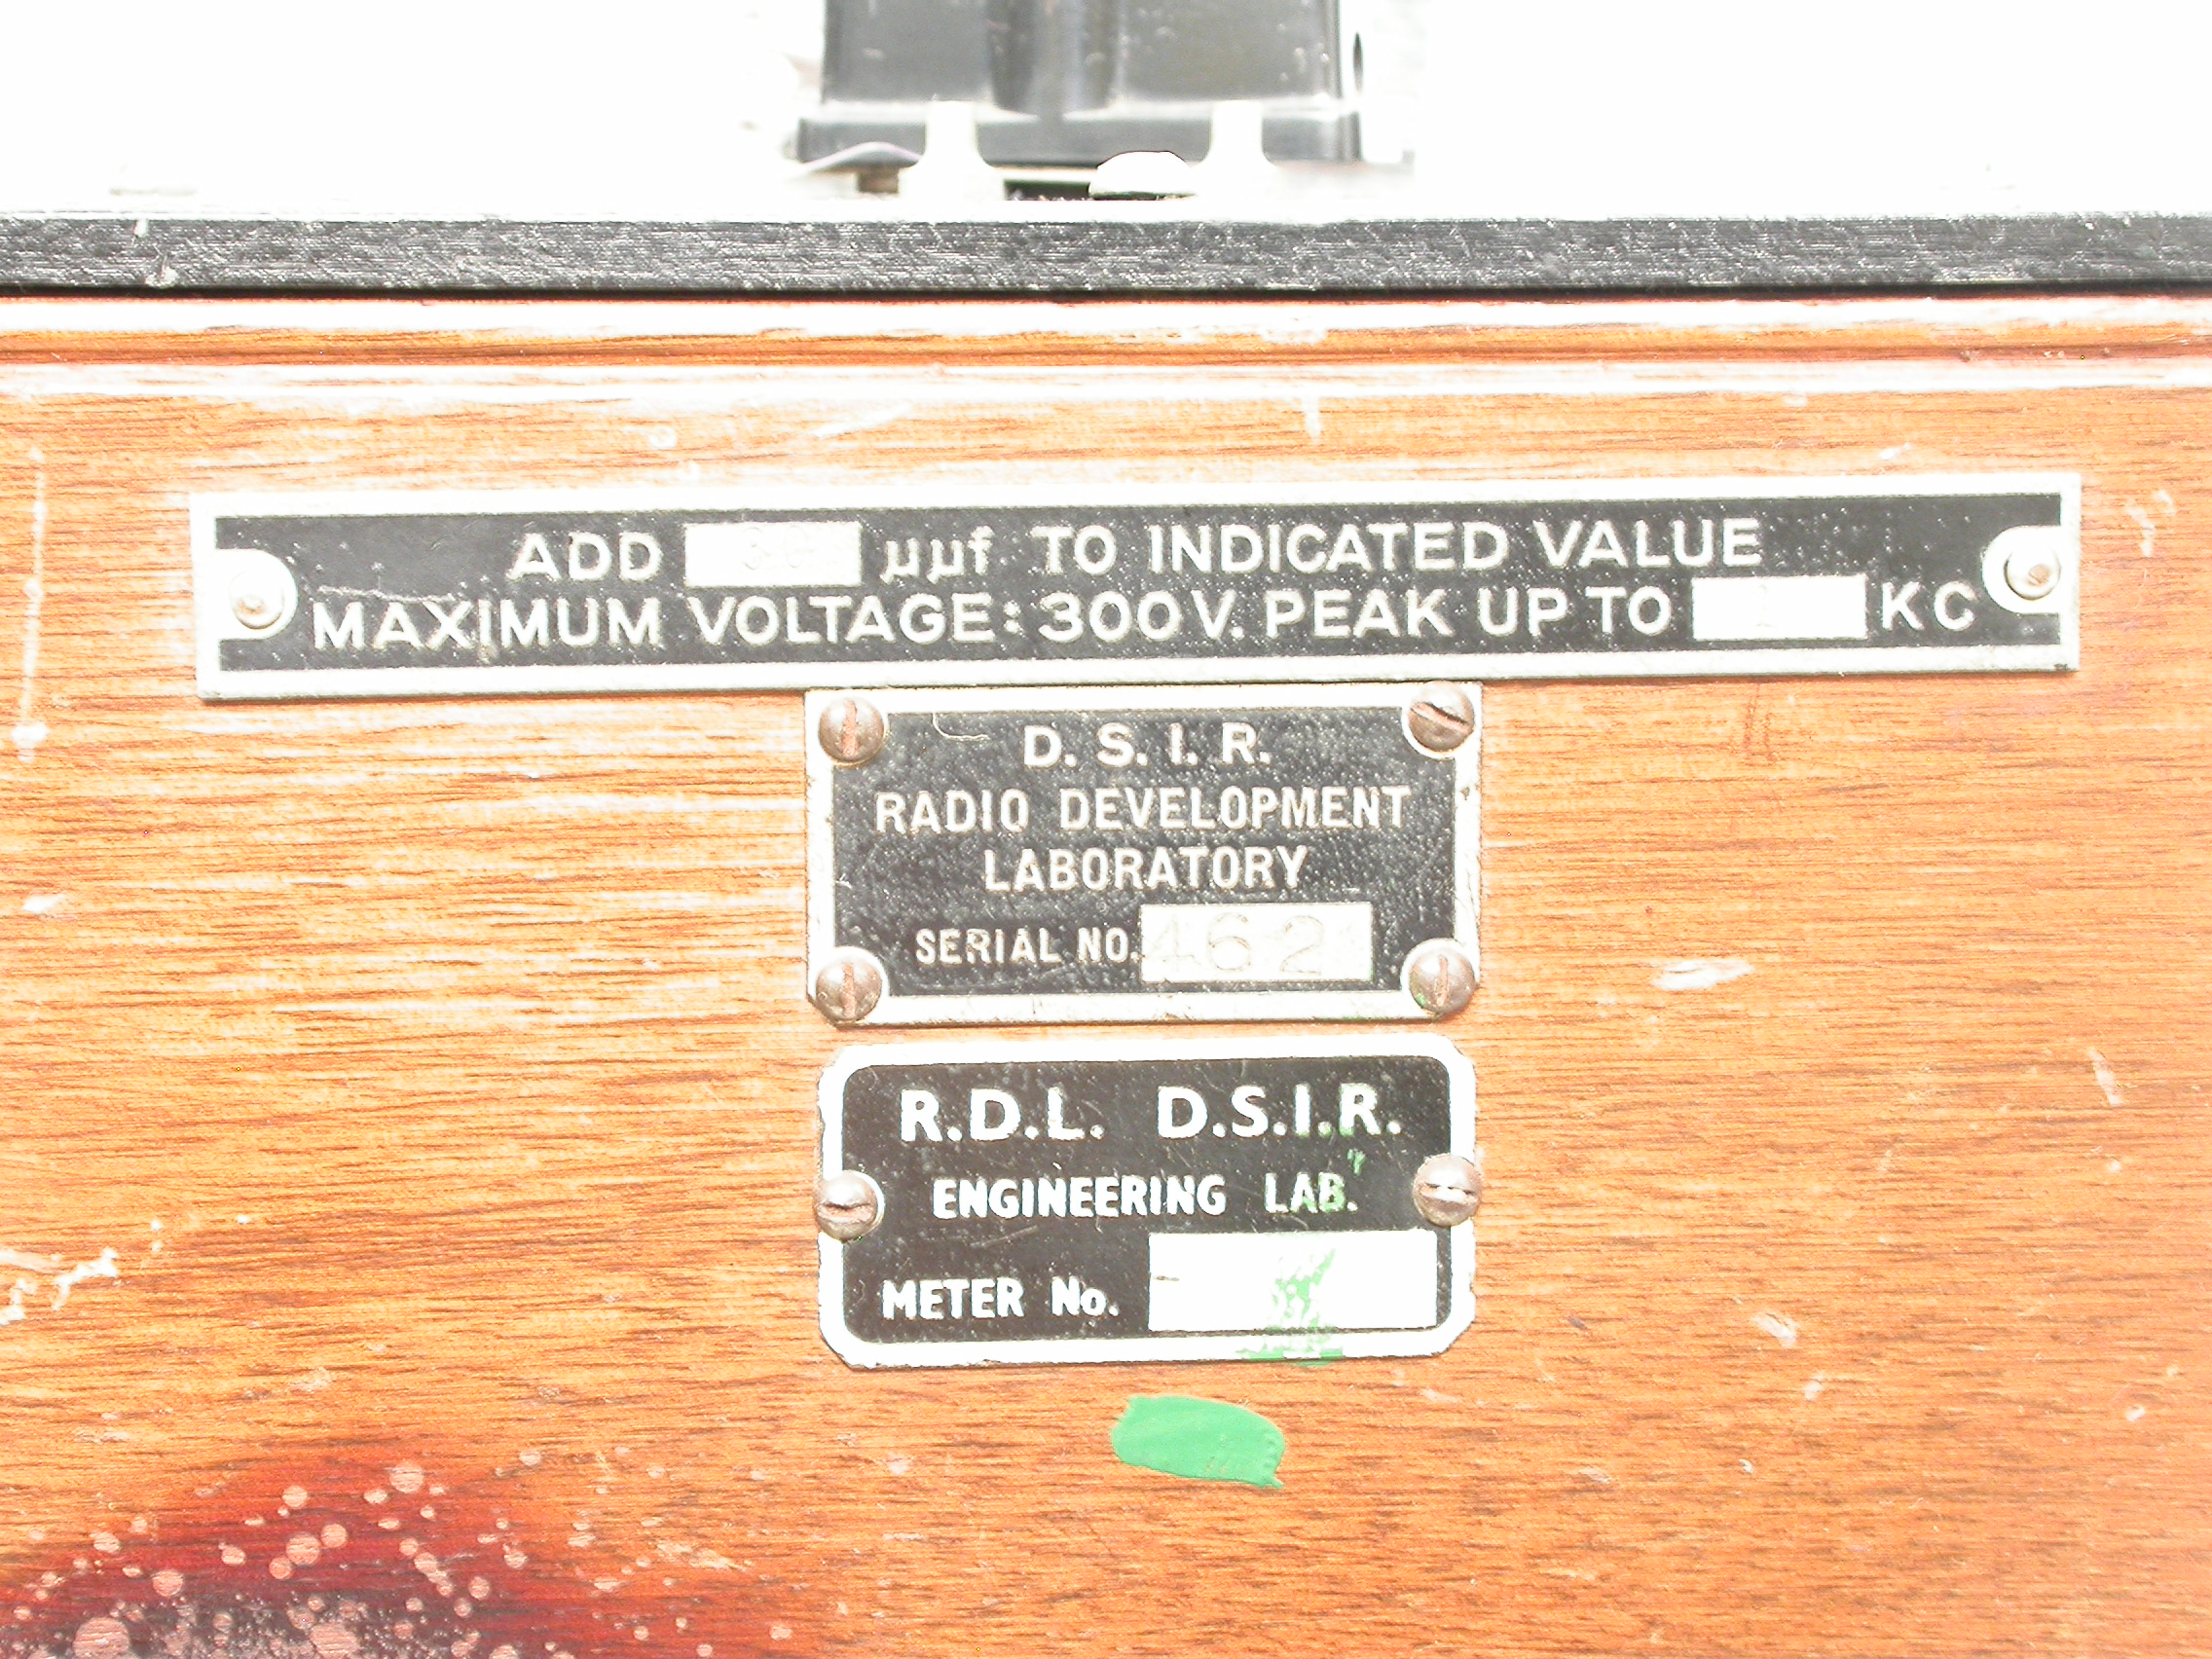 ADD µµf TO INDICATED VALUE
MAXIMUM VOLTAGE: 300V. PEAK UP TO KC
D. S. I. R.
RADIO DEVELOPMENT
LABORATORY
SERIAL NO. 462
R.D.L. D.S.I.R.
ENGINEERING LAB.
METER No.